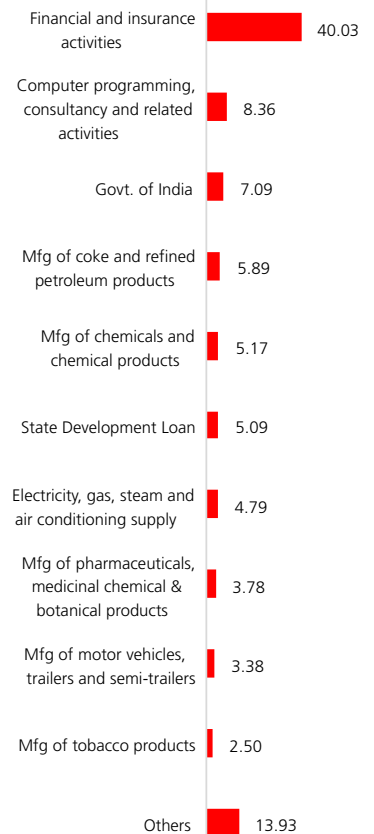 Financial and insurance
activities
40.03
Computer programming,
consultancy and related
activities
8.36
Govt. of India
7.09
Mfg of coke and refined
petroleum products
5.89
Mfg of chemicals and
chemical products
5.17
State Development Loan
5.09
Electricity, gas, steam and
air conditioning supply
4.79
Mfg of pharmaceuticals,
medicinal chemical &
botanical products
3.78
Mfg of motor vehicles,
trailers and semi-trailers
3.38
Mfg of tobacco products
2.50
Others
13.93